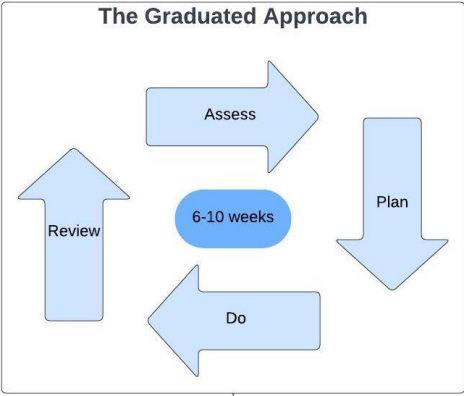 The Graduated Approach
Assess
Plan
6-10 weeks
Review
Do